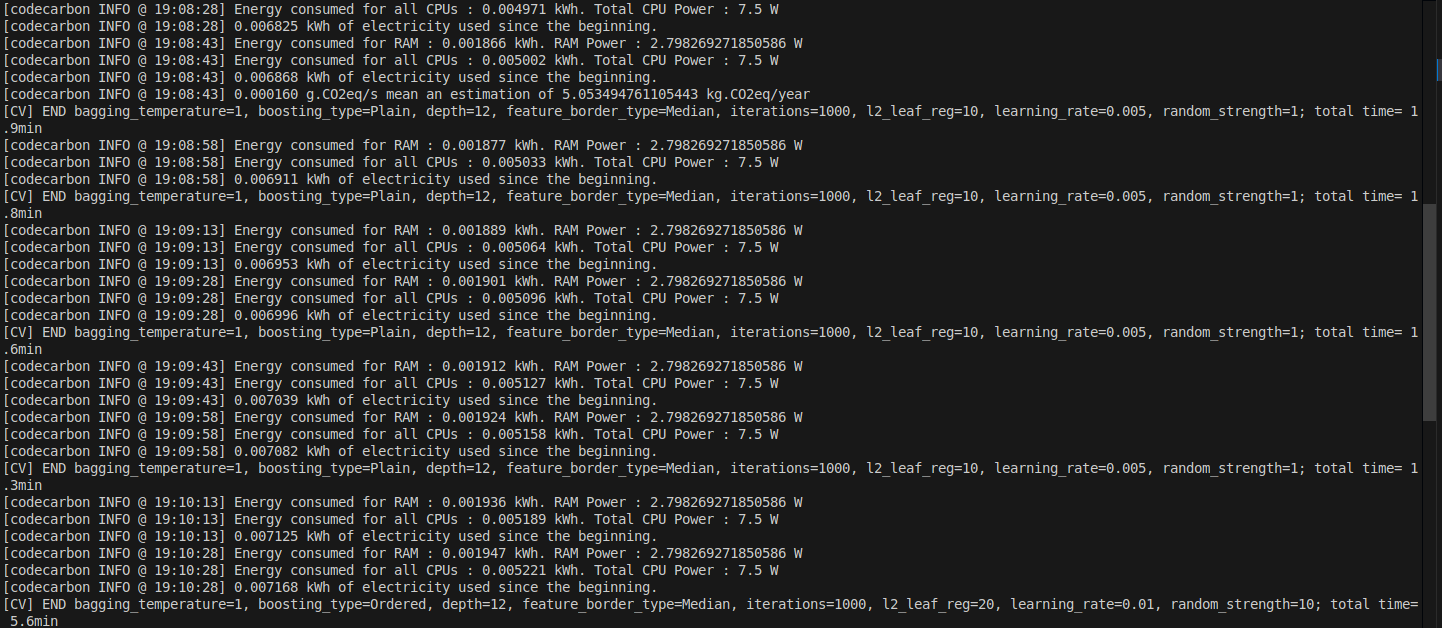 [codecarbon INFO @ 19:08:28] Energy consumed for all CPUs : 0.004971 kWh. Total CPU Power : 7.5 W
[codecarbon INFO @ 19:08:28] 0.006825 kWh of electricity used since the beginning.
[codecarbon INFO @ 19:08:43] Energy consumed for RAM : 0.001866 kWh. RAM Power : 2.798269271850586 W
[codecarbon INFO @ 19:08:43] Energy consumed for all CPUs : 0.005002 kWh. Total CPU Power : 7.5 W
[codecarbon INFO @ 19:08:43] 0.006868 kWh of electricity used since the beginning.
[codecarbon INFO @ 19:08:43] 0.000160 g.CO2eq/s mean an estimation of 5.053494761105443 kg.CO2eq/year
[CV] END bagging_temperature=1, boosting_type=Plain, depth=12, feature_border_type=Median, iterations=1000, l2_leaf_reg=10, learning_rate=0.005, random_strength=1; total time= 1
.9min
[codecarbon INFO @ 19:08:58] Energy consumed for RAM : 0.001877 kWh. RAM Power : 2.798269271850586 W
[codecarbon INFO @ 19:08:58] Energy consumed for all CPUs : 0.005033 kWh. Total CPU Power : 7.5 W
[codecarbon INFO @ 19:08:58] 0.006911 kWh of electricity used since the beginning.
[CV] END bagging_temperature=1, boosting_type=Plain, depth=12, feature_border_type=Median, iterations=1000, l2_leaf_reg=10, learning_rate=0.005, random_strength=1; total time= 1
.8min
[codecarbon INFO @ 19:09:13] Energy consumed for RAM : 0.001889 kWh. RAM Power : 2.798269271850586 W
[codecarbon INFO @ 19:09:13] Energy consumed for all CPUs : 0.005064 kWh. Total CPU Power : 7.5 W
[codecarbon INFO @ 19:09:13] 0.006953 kWh of electricity used since the beginning.
[codecarbon INFO @ 19:09:28] Energy consumed for RAM : 0.001901 kWh. RAM Power : 2.798269271850586 W
[codecarbon INFO @ 19:09:28] Energy consumed for all CPUs : 0.005096 kWh. Total CPU Power : 7.5 W
[codecarbon INFO @ 19:09:28] 0.006996 kWh of electricity used since the beginning.
[CV] END bagging_temperature=1, boosting_type=Plain, depth=12, feature_border_type=Median, iterations=1000, l2_leaf_reg=10, learning_rate=0.005, random_strength=1; total time= 1
.6min
[codecarbon INFO @ 19:09:43] Energy consumed for RAM : 0.001912 kWh. RAM Power : 2.798269271850586 W
[codecarbon INFO @ 19:09:43] Energy consumed for all CPUs : 0.005127 kWh. Total CPU Power : 7.5 W
[codecarbon INFO @ 19:09:43] 0.007039 kWh of electricity used since the beginning.
[codecarbon INFO @ 19:09:58] Energy consumed for RAM : 0.001924 kWh. RAM Power : 2.798269271850586 W
[codecarbon INFO @ 19:09:58] Energy consumed for all CPUs : 0.005158 kWh. Total CPU Power : 7.5 W
[codecarbon INFO @ 19:09:58] 0.007082 kWh of electricity used since the beginning.
[CV] END bagging_temperature=1, boosting_type=Plain, depth=12, feature_border_type=Median, iterations=1000, l2_leaf_reg=10, learning_rate=0.005, random_strength=1; total time= 1
.3min
[codecarbon INFO @ 19:10:13] Energy consumed for RAM : 0.001936 kWh. RAM Power : 2.798269271850586 W
[codecarbon INFO @ 19:10:13] Energy consumed for all CPUs : 0.005189 kWh. Total CPU Power : 7.5 W
[codecarbon INFO @ 19:10:13] 0.007125 kWh of electricity used since the beginning.
[codecarbon INFO @ 19:10:28] Energy consumed for RAM : 0.001947 kWh. RAM Power : 2.798269271850586 W
[codecarbon INFO @ 19:10:28] Energy consumed for all CPUs : 0.005221 kWh. Total CPU Power : 7.5 W
[codecarbon INFO @ 19:10:28] 0.007168 kWh of electricity used since the beginning.
[CV] END bagging_temperature=1, boosting_type=Ordered, depth=12, feature_border_type=Median, iterations=1000, l2_leaf_reg=20, learning_rate=0.01, random_strength=10; total time=
5.6min